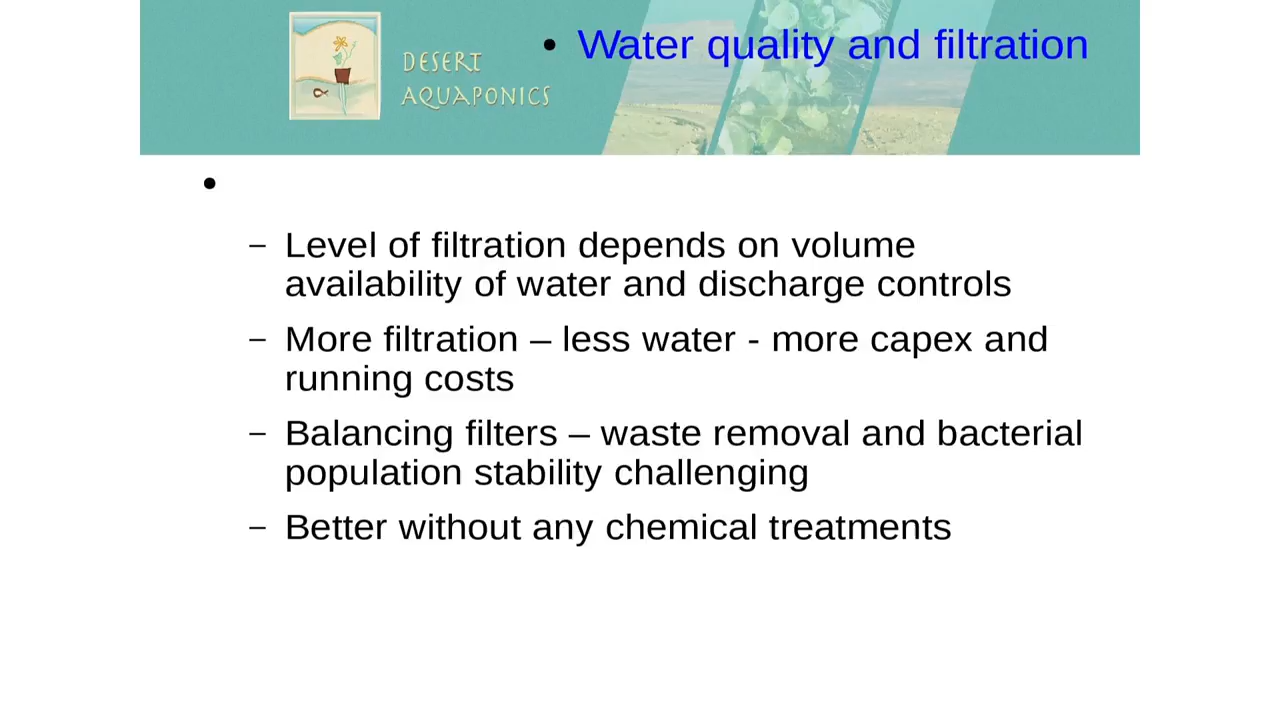 • Water quality and filtration
DESERT
AQUAPONICS
•
– Level of filtration depends on volume
availability of water and discharge controls
– More filtration – less water - more capex and
running costs
– Balancing filters – waste removal and bacterial
population stability challenging
– Better without any chemical treatments